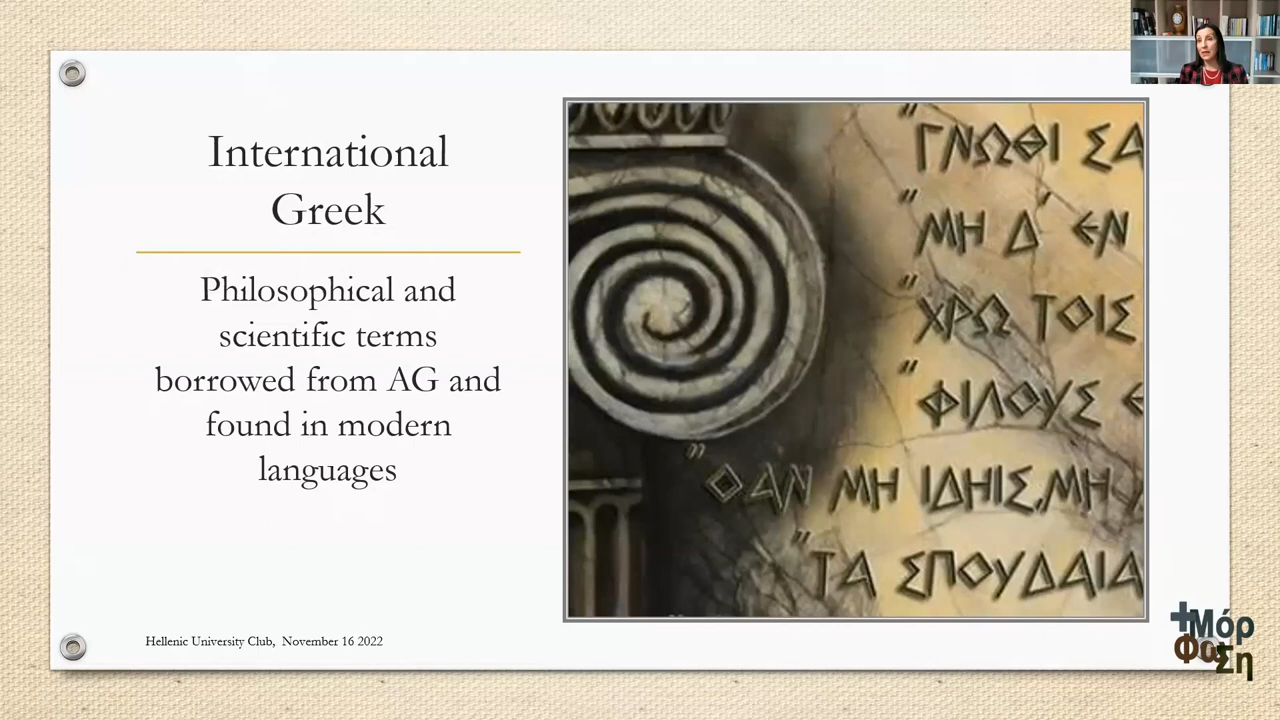 International
Greek
Philosophical and
scientific terms
borrowed from AG and
found in modern
languages
"ΓΝΩΘΙ ΣΑ
"ΜΗ Δ' ΕΝ
"ΧΡΩ ΤΟΙΣ
"ΦΙΛΟΥΣ Ε
"Ο ΑΝ ΜΗ ΙΔΗΙΣ,ΜΗ
"ΤΑ ΣΠΟΥΔΑΙΑ
Hellenic University Club, November 16 2022
+Μόρ
Φω
Ση